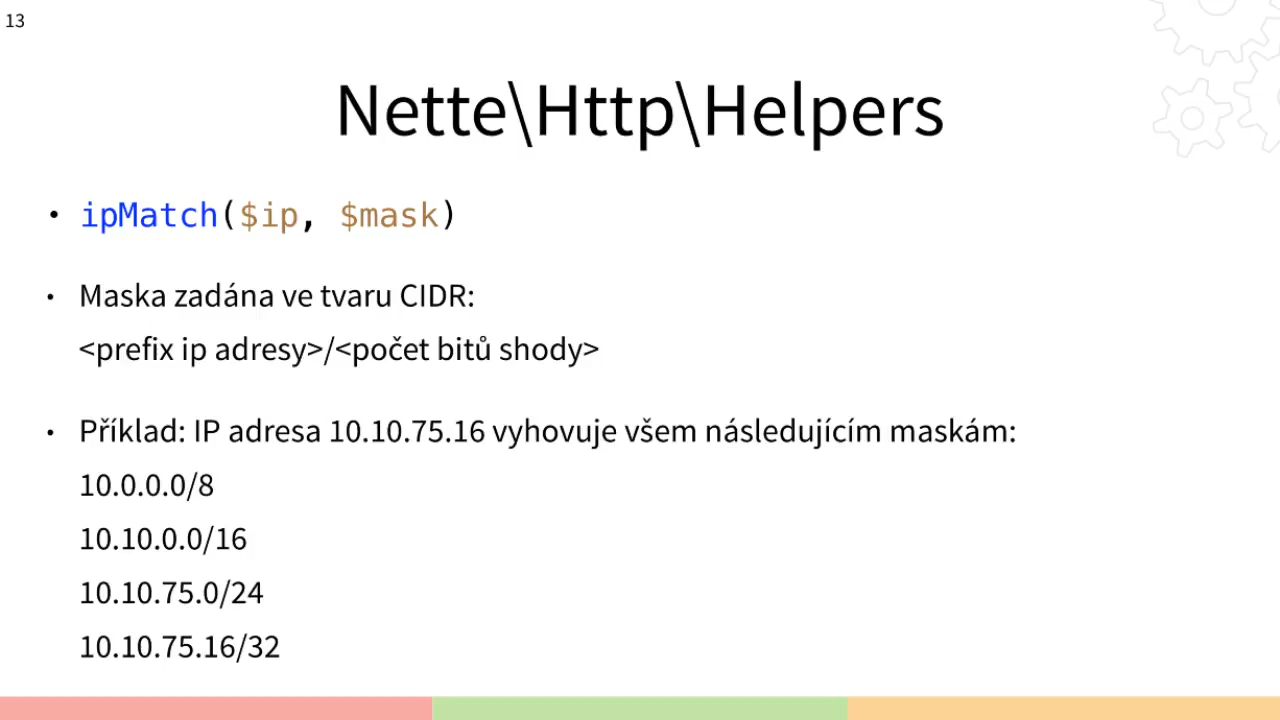 13
Nette\Http\Helpers
• ipMatch($ip, $mask)
• Maska zadána ve tvaru CIDR:
<prefix ip adresy>/<počet bitů shody>
• Příklad: IP adresa 10.10.75.16 vyhovuje všem následujícím maskám:
10.0.0.0/8
10.10.0.0/16
10.10.75.0/24
10.10.75.16/32